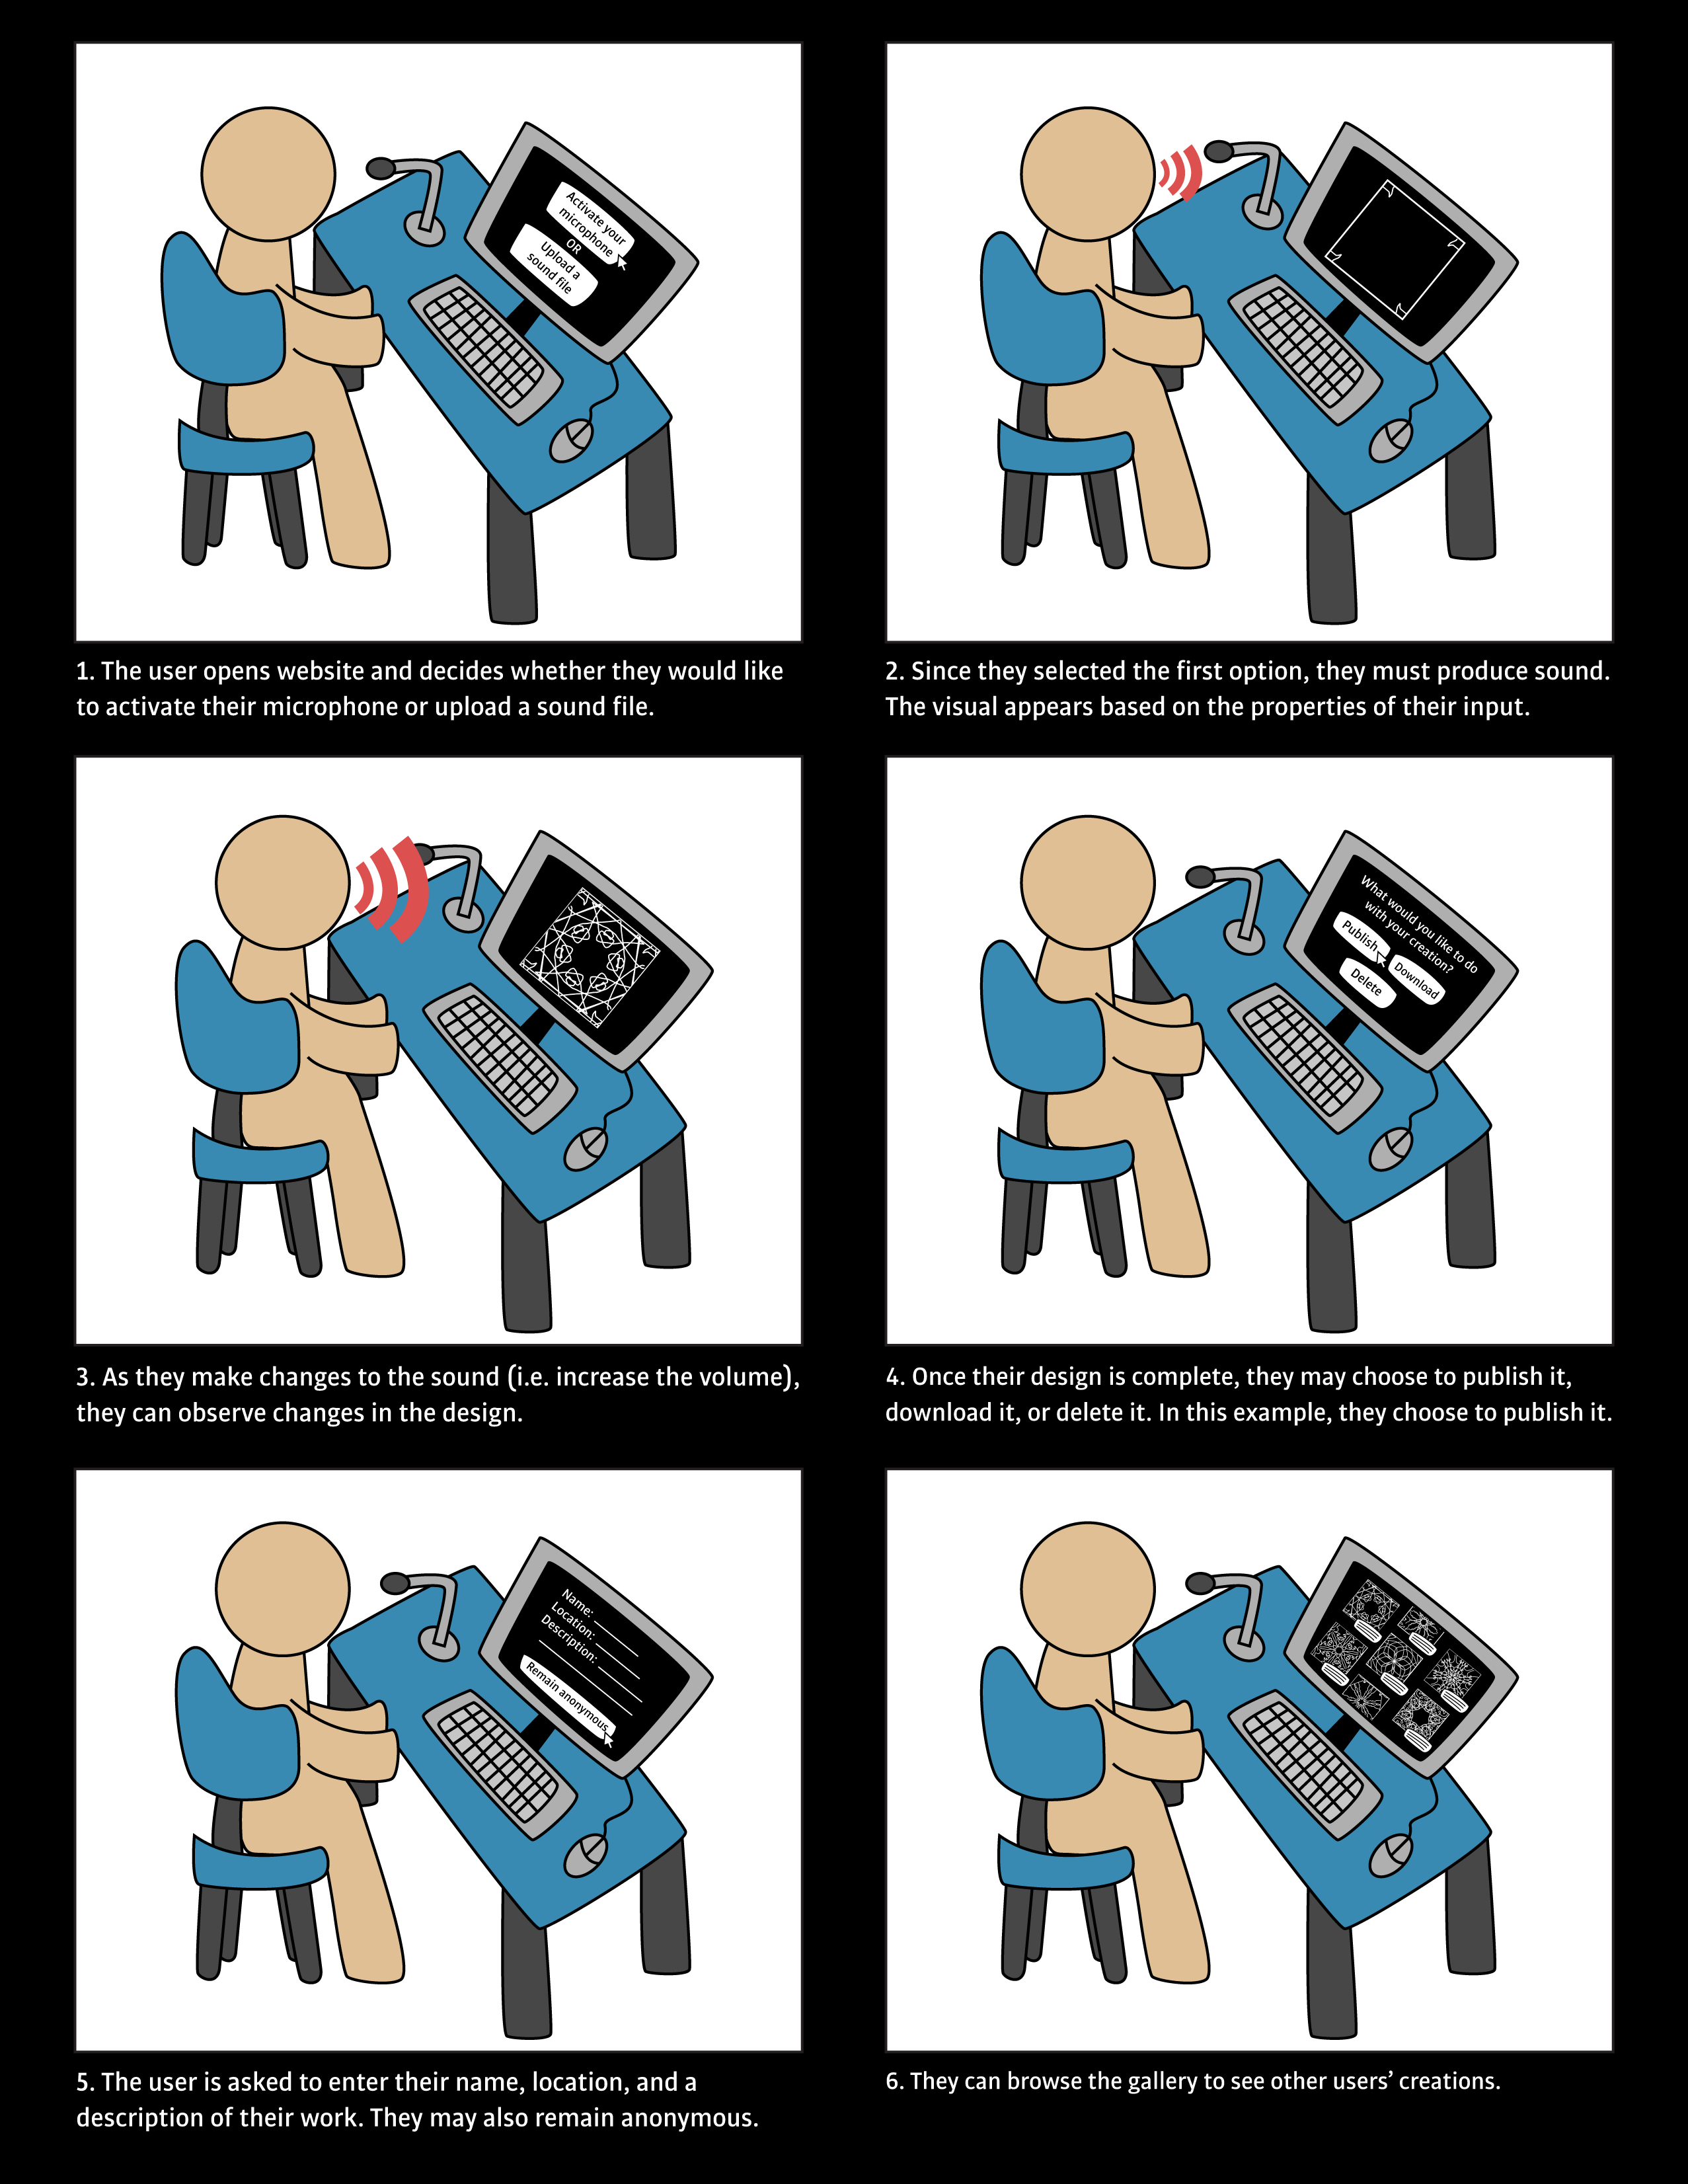 Activate your
microphone
OR
Upload a
sound file
1. The user opens website and decides whether they would like
to activate their microphone or upload a sound file.
2. Since they selected the first option, they must produce sound.
The visual appears based on the properties of their input.
3. As they make changes to the sound (i.e. increase the volume),
they can observe changes in the design.
What would you like to do
with your creation?
Publish
Download
Delete
4. Once their design is complete, they may choose to publish it,
download it, or delete it. In this example, they choose to publish it.
Name:
Location:
Description:
Remain anonymous
5. The user is asked to enter their name, location, and a
description of their work. They may also remain anonymous.
6. They can browse the gallery to see other users’ creations.